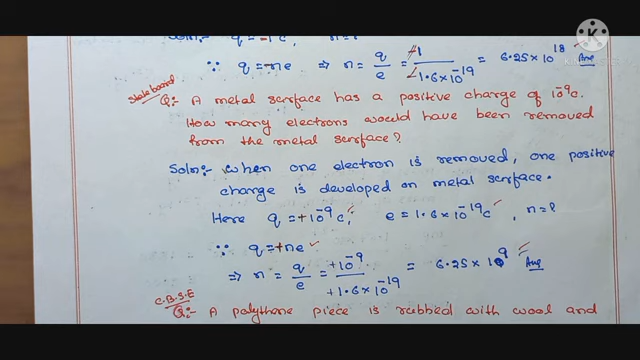 Soln:- q = -1 C, n = ?
∵ q = -ne ⇒ n = q/e = -1/-1.6×10⁻¹⁹ = 6.25×10¹⁸ Ans
State board
Q:- A metal surface has a positive charge of 10⁻⁹c.
How many electrons would have been removed
from the metal surface?
Soln:- when one electron is removed, one positive
charge is developed on metal surface.
Here q = +10⁻⁹c, e = 1.6×10⁻¹⁹c, n = ?
∵ q = +ne
⇒ n = q/e = +10⁻⁹/+1.6×10⁻¹⁹ = 6.25×10⁹ Ans
C.B.S.E
Q:- A polythene piece is rubbed with wool and